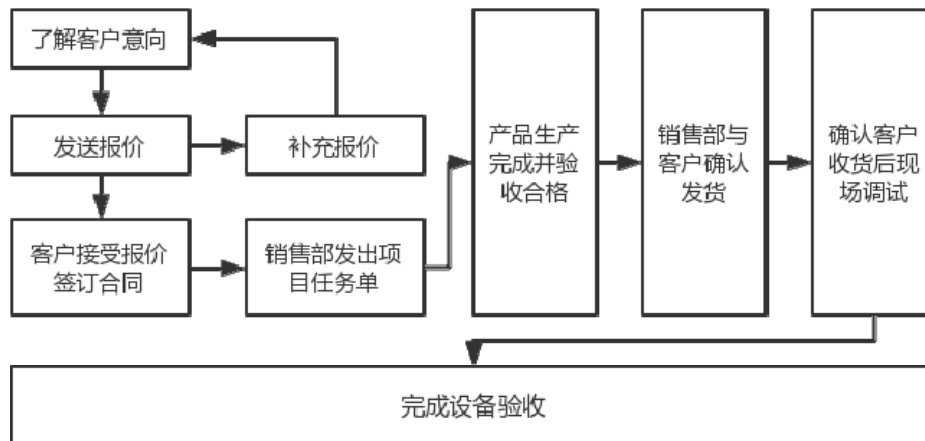 了解客户意向
发送报价
补充报价
客户接受报价
签订合同
销售部发出项
目任务单
产品生产
完成并验
收合格
销售部与
客户确认
发货
确认客户
收货后现
场调试
完成设备验收